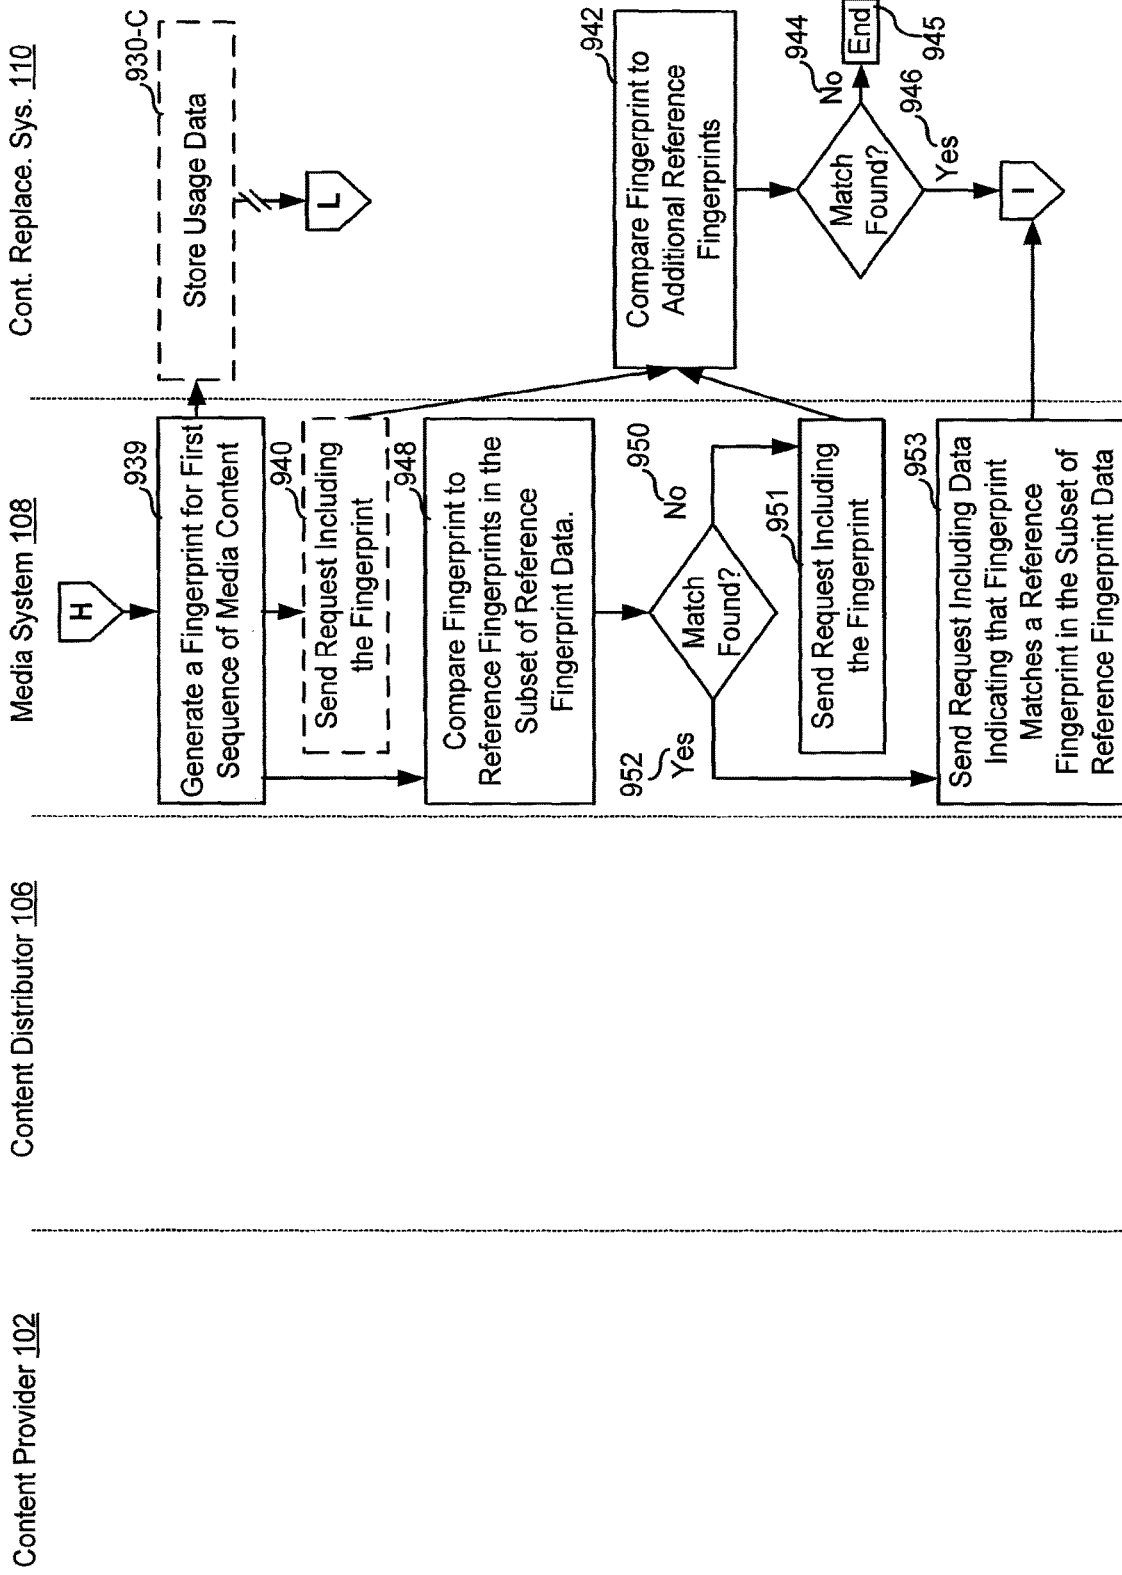 Content Provider 102
Content Distributor 106
Media System 108
Cont. Replace. Sys. 110
H
939
Generate a Fingerprint for First
Sequence of Media Content
930-C
Store Usage Data
L
940
Send Request Including
the Fingerprint
948
Compare Fingerprint to
Reference Fingerprints in the
Subset of Reference
Fingerprint Data.
942
Compare Fingerprint to
Additional Reference
Fingerprints
952
Yes
Match
Found?
No
950
951
Send Request Including
the Fingerprint
Match
Found?
No
944
End
945
Yes
946
953
Send Request Including Data
Indicating that Fingerprint
Matches a Reference
Fingerprint in the Subset of
Reference Fingerprint Data
I